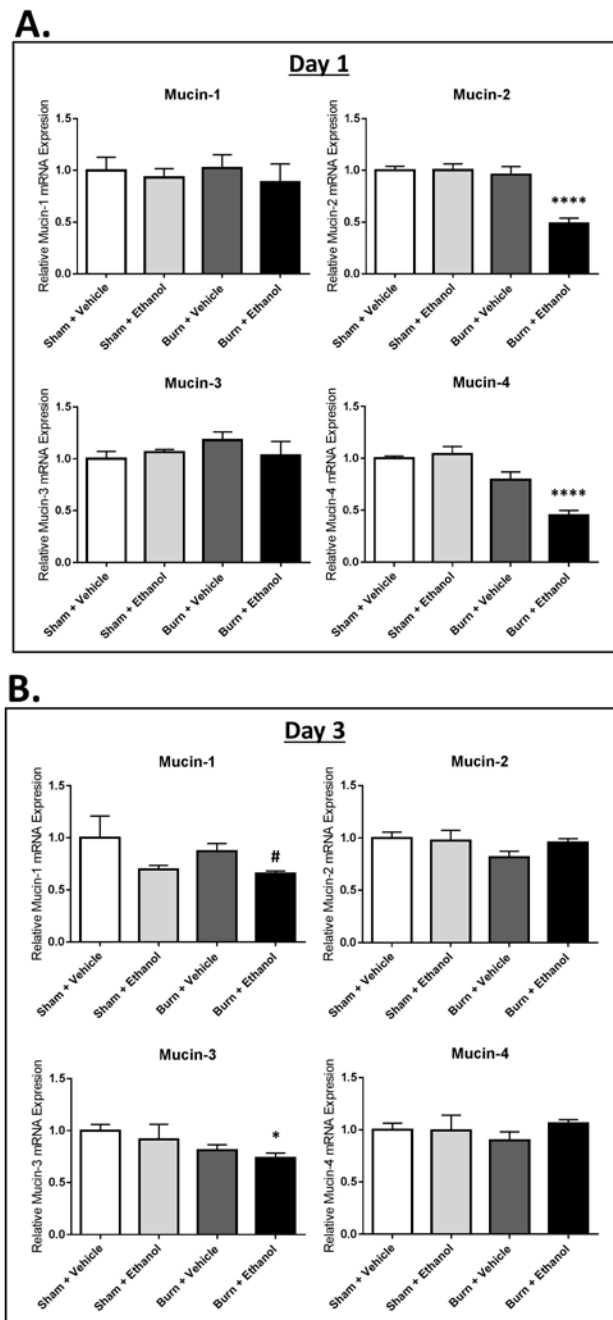 A.
Day 1
Mucin-1
Relative Mucin-1 mRNA Expresion
1.5
1.0
0.5
0.0
Sham + Vehicle
Sham + Ethanol
Burn + Vehicle
Burn + Ethanol
Mucin-2
Relative Mucin-2 mRNA Expresion
1.5
1.0
0.5
0.0
****
Sham + Vehicle
Sham + Ethanol
Burn + Vehicle
Burn + Ethanol
Mucin-3
Relative Mucin-3 mRNA Expresion
1.5
1.0
0.5
0.0
Sham + Vehicle
Sham + Ethanol
Burn + Vehicle
Burn + Ethanol
Mucin-4
Relative Mucin-4 mRNA Expresion
1.5
1.0
0.5
0.0
****
Sham + Vehicle
Sham + Ethanol
Burn + Vehicle
Burn + Ethanol
B.
Day 3
Mucin-1
Relative Mucin-1 mRNA Expresion
1.5
1.0
0.5
0.0
#
Sham + Vehicle
Sham + Ethanol
Burn + Vehicle
Burn + Ethanol
Mucin-2
Relative Mucin-2 mRNA Expresion
1.5
1.0
0.5
0.0
Sham + Vehicle
Sham + Ethanol
Burn + Vehicle
Burn + Ethanol
Mucin-3
Relative Mucin-3 mRNA Expresion
1.5
1.0
0.5
0.0
*
Sham + Vehicle
Sham + Ethanol
Burn + Vehicle
Burn + Ethanol
Mucin-4
Relative Mucin-4 mRNA Expresion
1.5
1.0
0.5
0.0
Sham + Vehicle
Sham + Ethanol
Burn + Vehicle
Burn + Ethanol